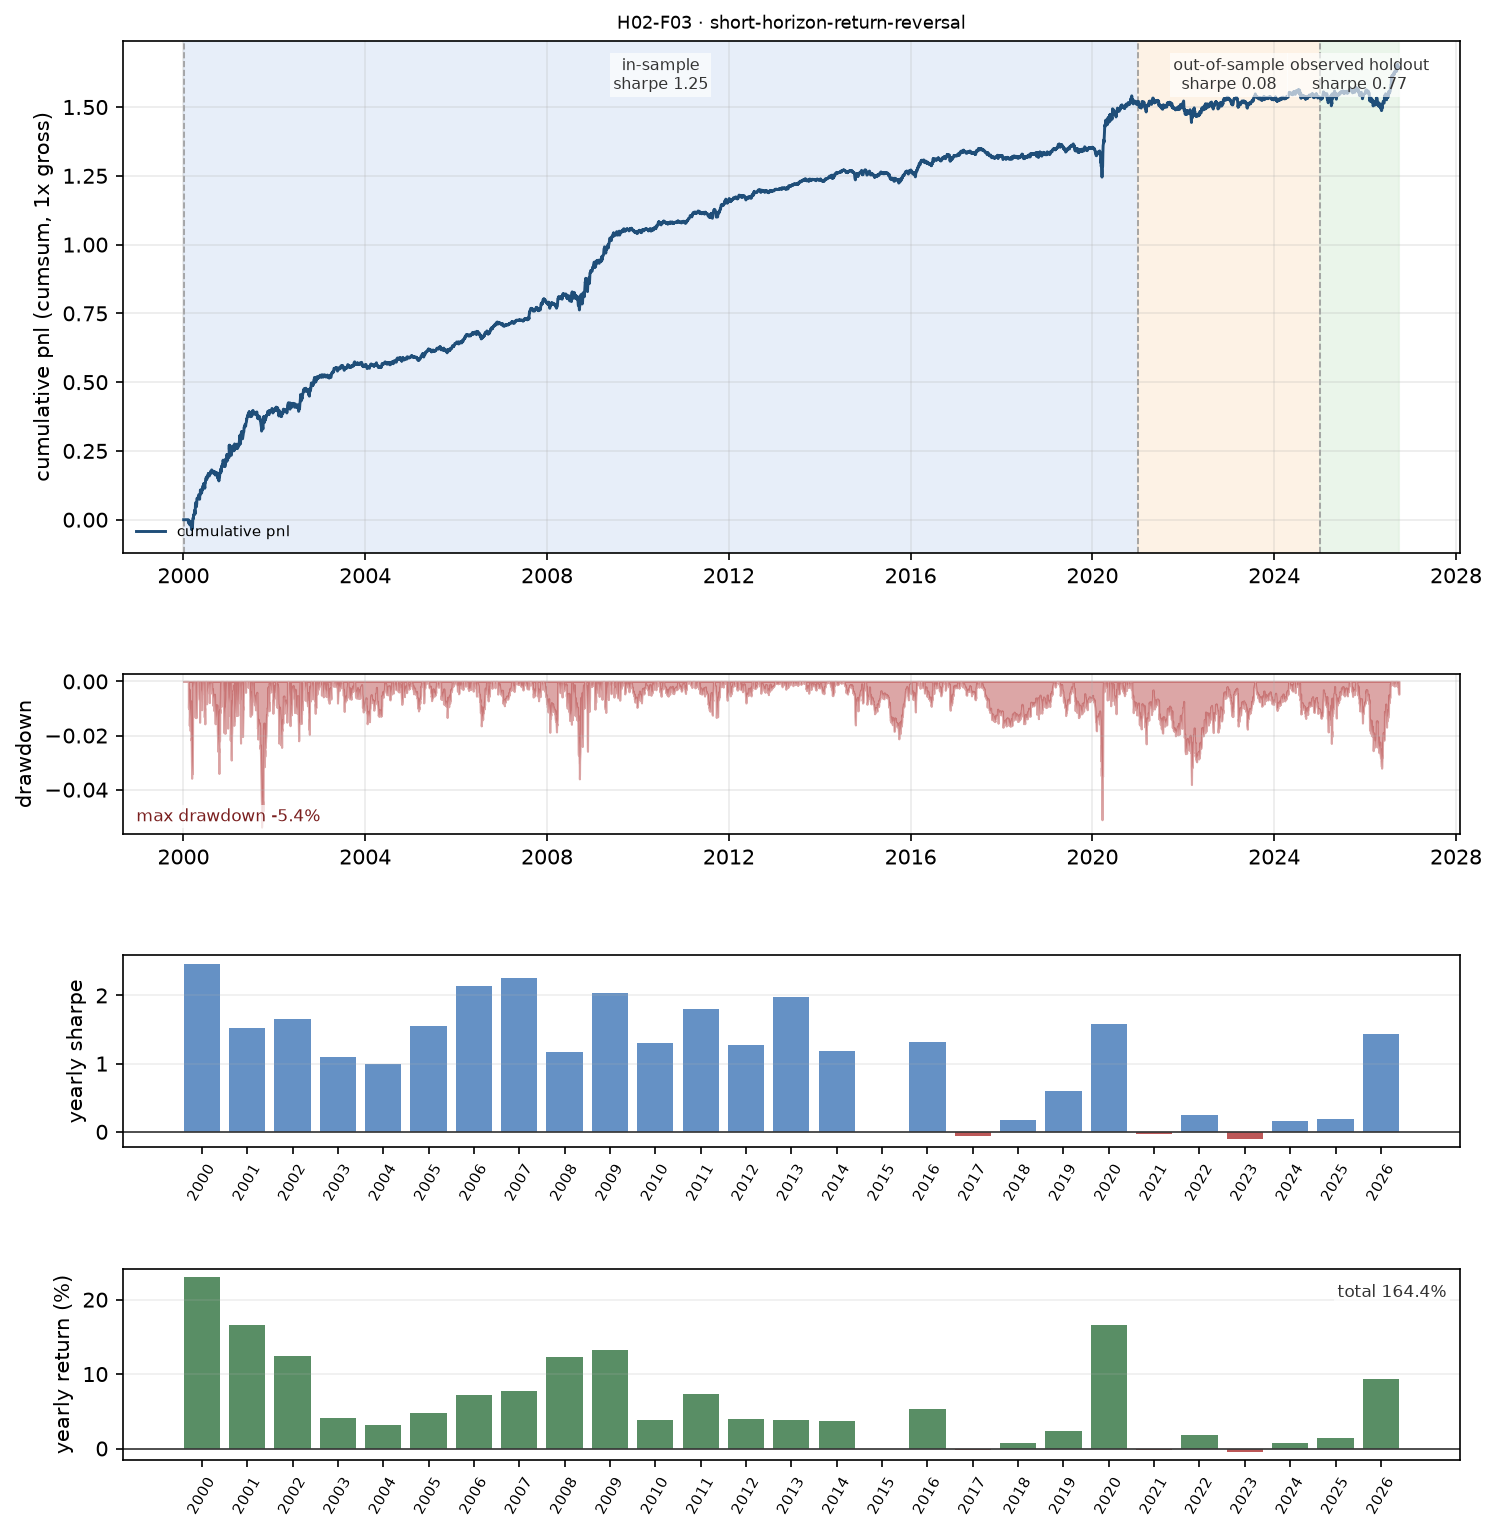 H02-F03 · short-horizon-return-reversal
cumulative pnl (cumsum, 1x gross)
in-sample
sharpe 1.25
out-of-sample
sharpe 0.08
observed holdout
sharpe 0.77
1.50
1.25
1.00
0.75
0.50
0.25
0.00
cumulative pnl
2000 2004 2008 2012 2016 2020 2024 2028
drawdown
0.00
−0.02
−0.04
max drawdown -5.4%
2000 2004 2008 2012 2016 2020 2024 2028
yearly sharpe
2
1
0
2000 2001 2002 2003 2004 2005 2006 2007 2008 2009 2010 2011 2012 2013 2014 2015 2016 2017 2018 2019 2020 2021 2022 2023 2024 2025 2026
yearly return (%)
total 164.4%
20
10
0
2000 2001 2002 2003 2004 2005 2006 2007 2008 2009 2010 2011 2012 2013 2014 2015 2016 2017 2018 2019 2020 2021 2022 2023 2024 2025 2026